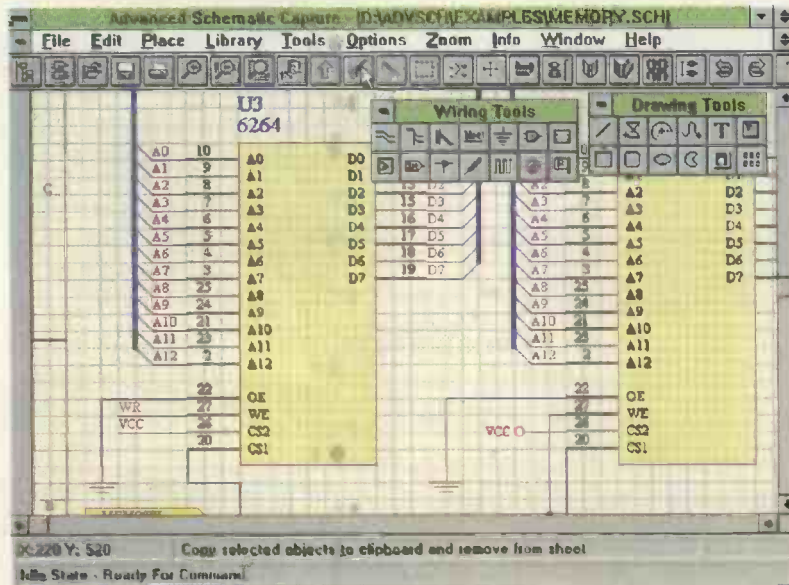 Advanced Schematic Capture - [D:\ADVSCH\EXAMPLES\MEMORY.SCH]
File Edit Place Library Tools Options Zoom Info Window Help
U3
6264
Wiring Tools
Drawing Tools
A0 10 A0 D0
A1 9 A1 D1
A2 8 A2 D2 13 D2
A3 7 A3 D3 15 D3
A4 6 A4 D4 16 D4
A5 5 A5 D5 17 D5
A6 4 A6 D6 18 D6
A7 3 A7 D7 19 D7
A8 25 A8
A9 24 A9
A10 21 A10
A11 23 A11
A12 2 A12
22 OE
WR 27 WE
VCC 26 CS2
20 CS1
A2 8 A2 D2
A3 7 A3 D3
A4 6 A4 D4
A5 5 A5 D5
A6 4 A6 D6
A7 3 A7 D7
A8 25 A8
A9 24 A9
A10 21 A10
A11 23 A11
A12 2 A12
22 OE
27 WE
VCC 26 CS2
20 CS1
X:220 Y: 520 Copy selected objects to clipboard and remove from sheet
Idle State - Ready For Command